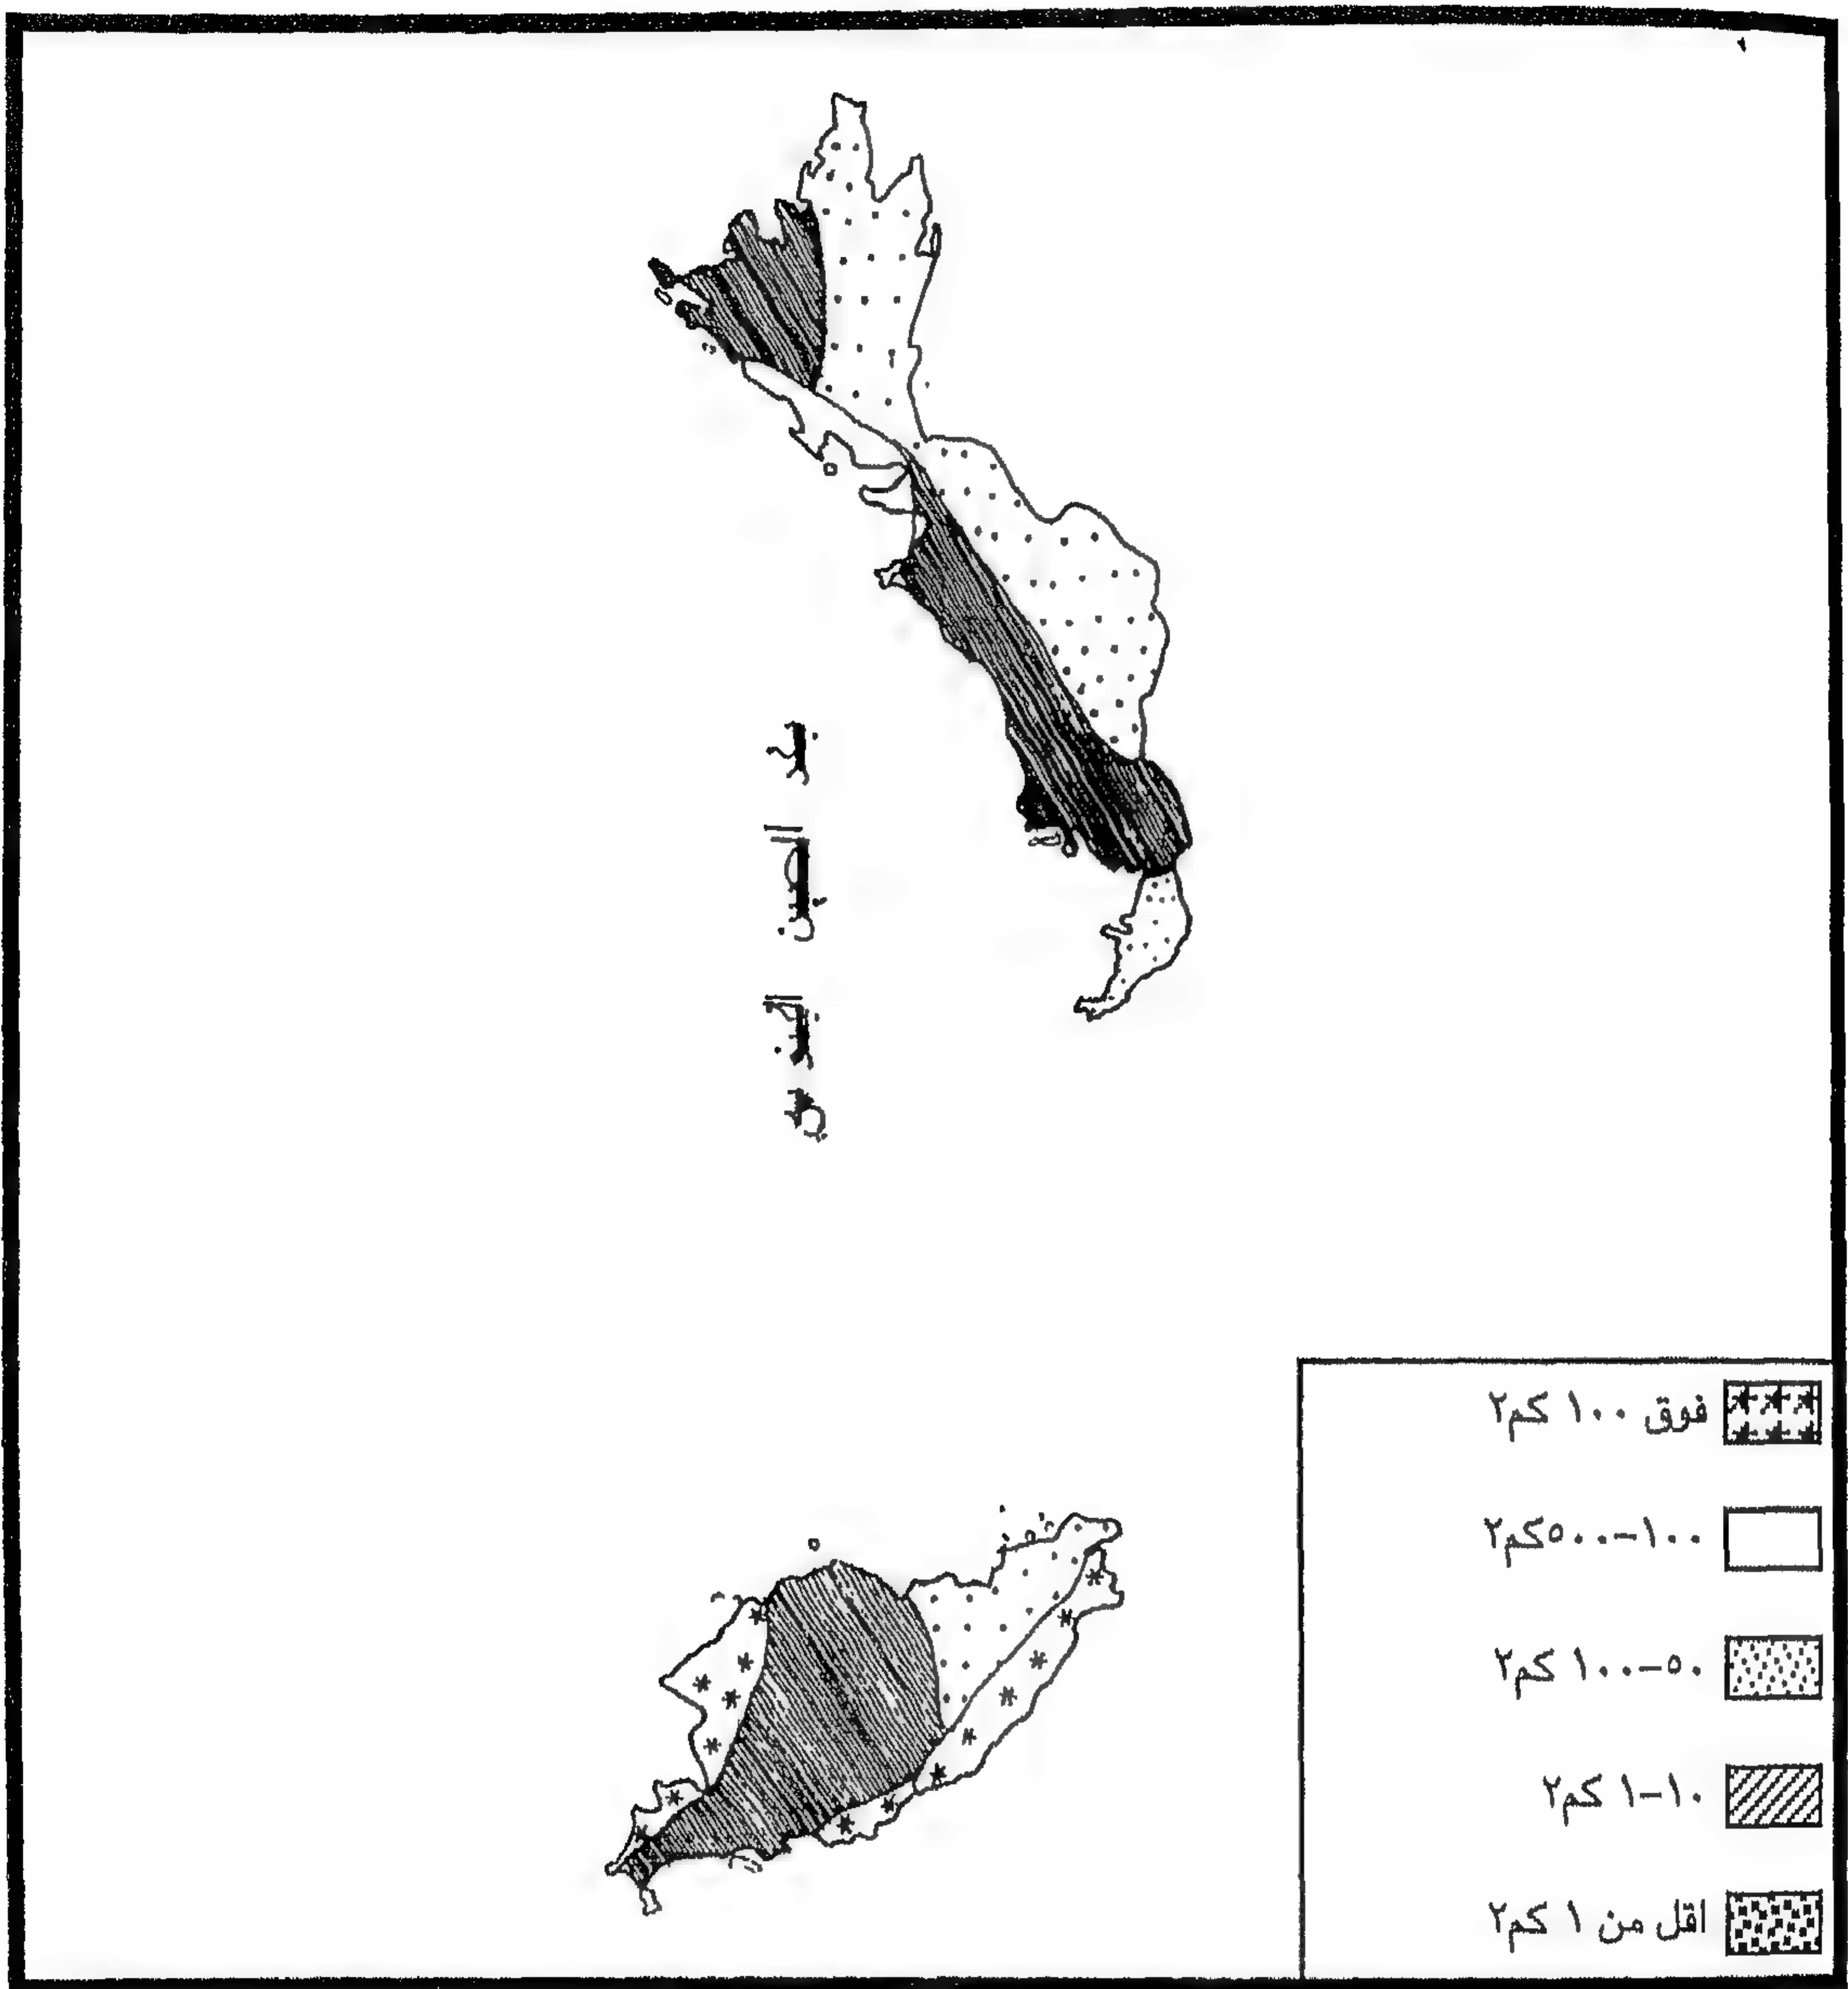 بحر الصين الجنوبي
فوق ١٠٠ كم٢
١٠٠-٥٠٠كم٢
٥٠-١٠٠ كم٢
١٠-١ كم٢
اقل من ١ كم٢